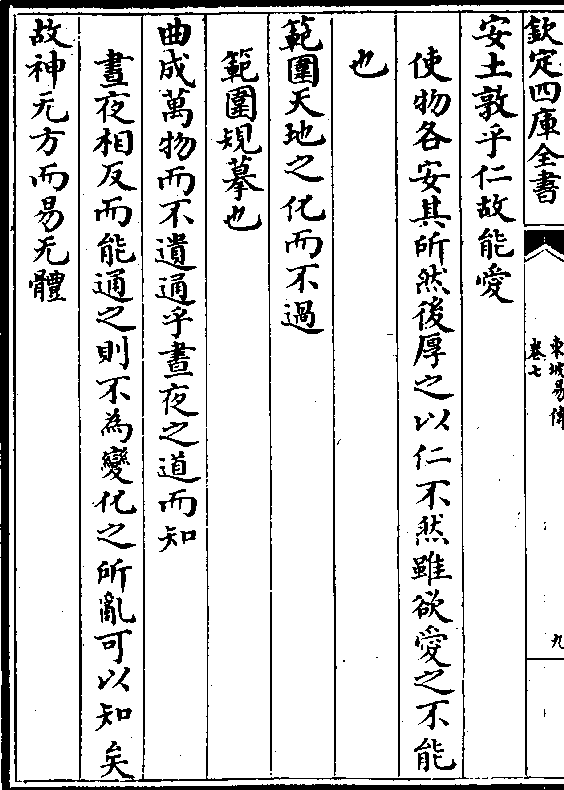 欽定四庫全書
東坡易傳
卷七
九
安土敦乎仁故能愛
使物各安其所然後厚之以仁不然雖欲愛之不能
也
範圍天地之化而不過
範圍規摹也
曲成萬物而不遺通乎晝夜之道而知
晝夜相反而能通之則不為變化之所亂可以知矣
故神无方而易无體